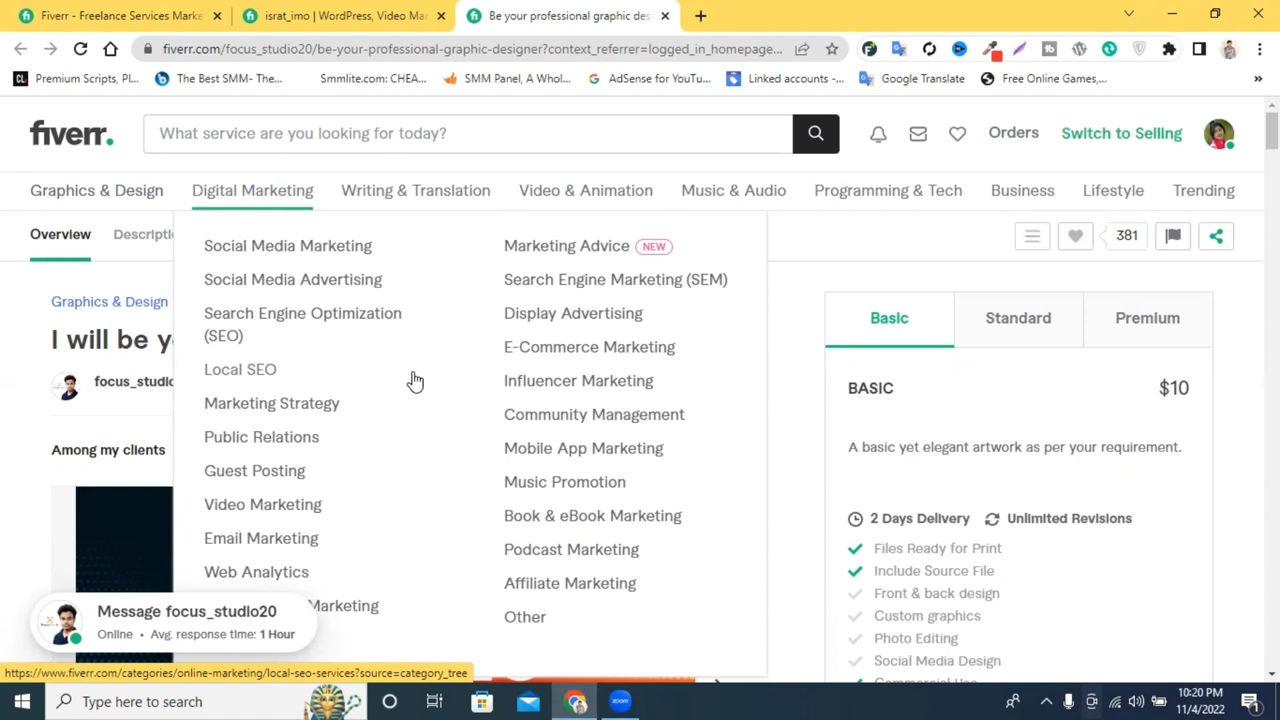 Fiverr - Freelance Services Marke
israt_imo | WordPress, Video Mar
Be your professional graphic des
fiverr.com/focus_studio20/be-your-professional-graphic-designer?context_referrer=logged_in_homepage...
Premium Scripts, Pl...
The Best SMM- The...
Smmlite.com: CHEA...
SMM Panel, A Whol...
AdSense for YouTu...
Linked accounts -...
Google Translate
Free Online Games,...
fiverr.
What service are you looking for today?
Orders
Switch to Selling
Graphics & Design
Digital Marketing
Writing & Translation
Video & Animation
Music & Audio
Programming & Tech
Business
Lifestyle
Trending
Overview
Descripti
381
Social Media Marketing
Social Media Advertising
Search Engine Optimization
(SEO)
Local SEO
Marketing Strategy
Public Relations
Guest Posting
Video Marketing
Email Marketing
Web Analytics
Marketing
Marketing Advice NEW
Search Engine Marketing (SEM)
Display Advertising
E-Commerce Marketing
Influencer Marketing
Community Management
Mobile App Marketing
Music Promotion
Book & eBook Marketing
Podcast Marketing
Affiliate Marketing
Other
Graphics & Design
I will be y
focus_studio
Among my clients
Basic
Standard
Premium
BASIC
$10
A basic yet elegant artwork as per your requirement.
2 Days Delivery
Unlimited Revisions
Files Ready for Print
Include Source File
Front & back design
Custom graphics
Photo Editing
Social Media Design
Commercial Use
Message focus_studio20
Online • Avg. response time: 1 Hour
https://www.fiverr.com/categories/online-marketing/local-seo-services?source=category_tree
Type here to search
zoom
10:20 PM
11/4/2022
1